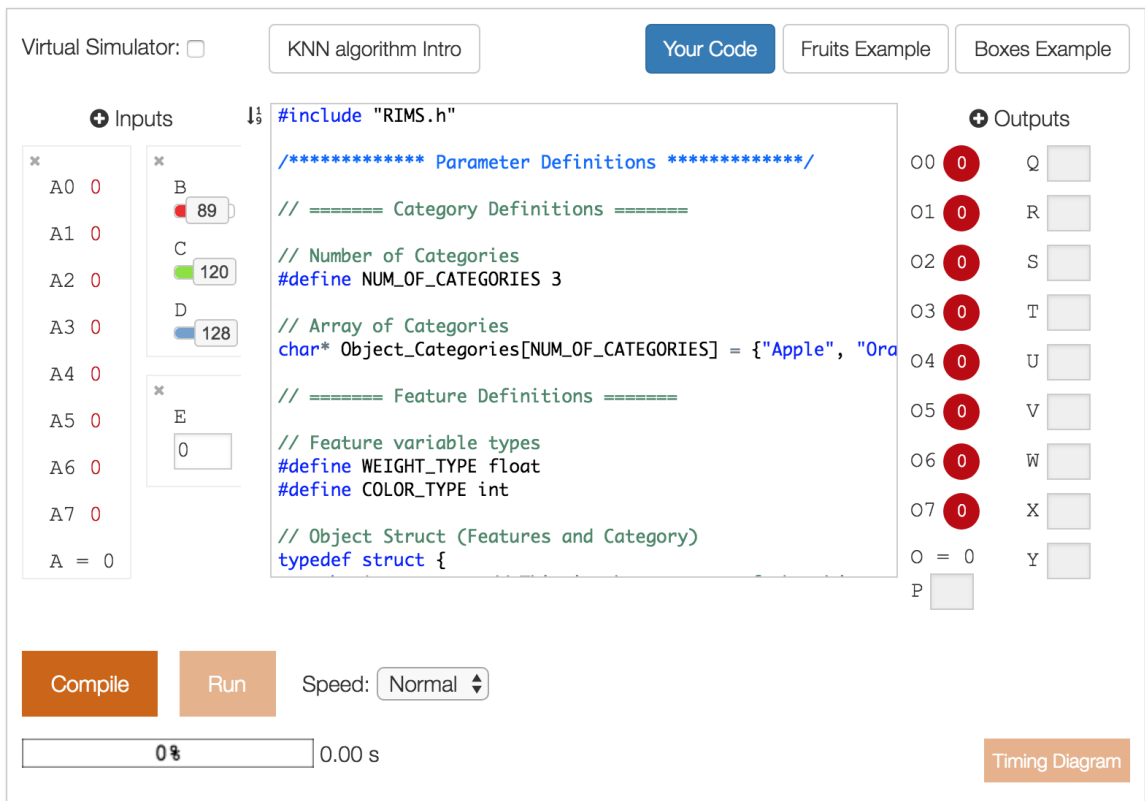 Virtual Simulator:
KNN algorithm Intro
Your Code
Fruits Example
Boxes Example
Inputs
A0 0
A1 0
A2 0
A3 0
A4 0
A5 0
A6 0
A7 0
A = 0
B
89
C
120
D
128
E
0
#include "RIMS.h"
/************* Parameter Definitions *************/
// ======= Category Definitions =======
// Number of Categories
#define NUM_OF_CATEGORIES 3
// Array of Categories
char* Object_Categories[NUM_OF_CATEGORIES] = {"Apple", "Ora
// ======= Feature Definitions =======
// Feature variable types
#define WEIGHT_TYPE float
#define COLOR_TYPE int
// Object Struct (Features and Category)
typedef struct {
Outputs
O0 0
O1 0
O2 0
O3 0
O4 0
O5 0
O6 0
O7 0
O = 0
P
Q
R
S
T
U
V
W
X
Y
Compile
Run
Speed: Normal
0%
0.00 s
Timing Diagram